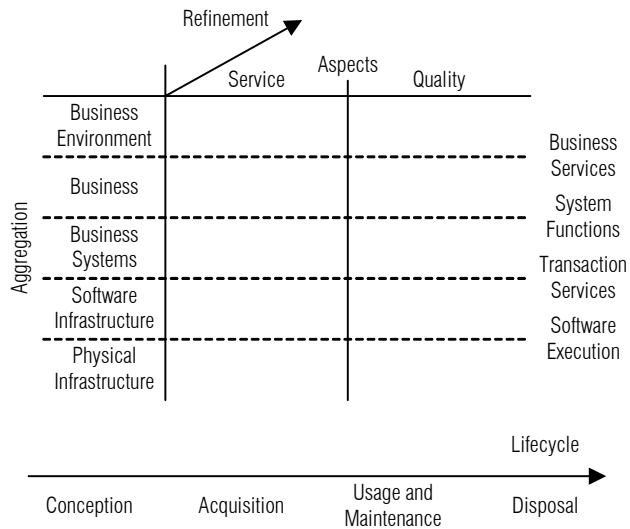 Refinement
Aspects
Service
Quality
Business
Environment
Business
Services
Business
System
Functions
Aggregation
Business
Systems
Transaction
Services
Software
Infrastructure
Software
Execution
Physical
Infrastructure
Lifecycle
Conception
Acquisition
Usage and
Maintenance
Disposal